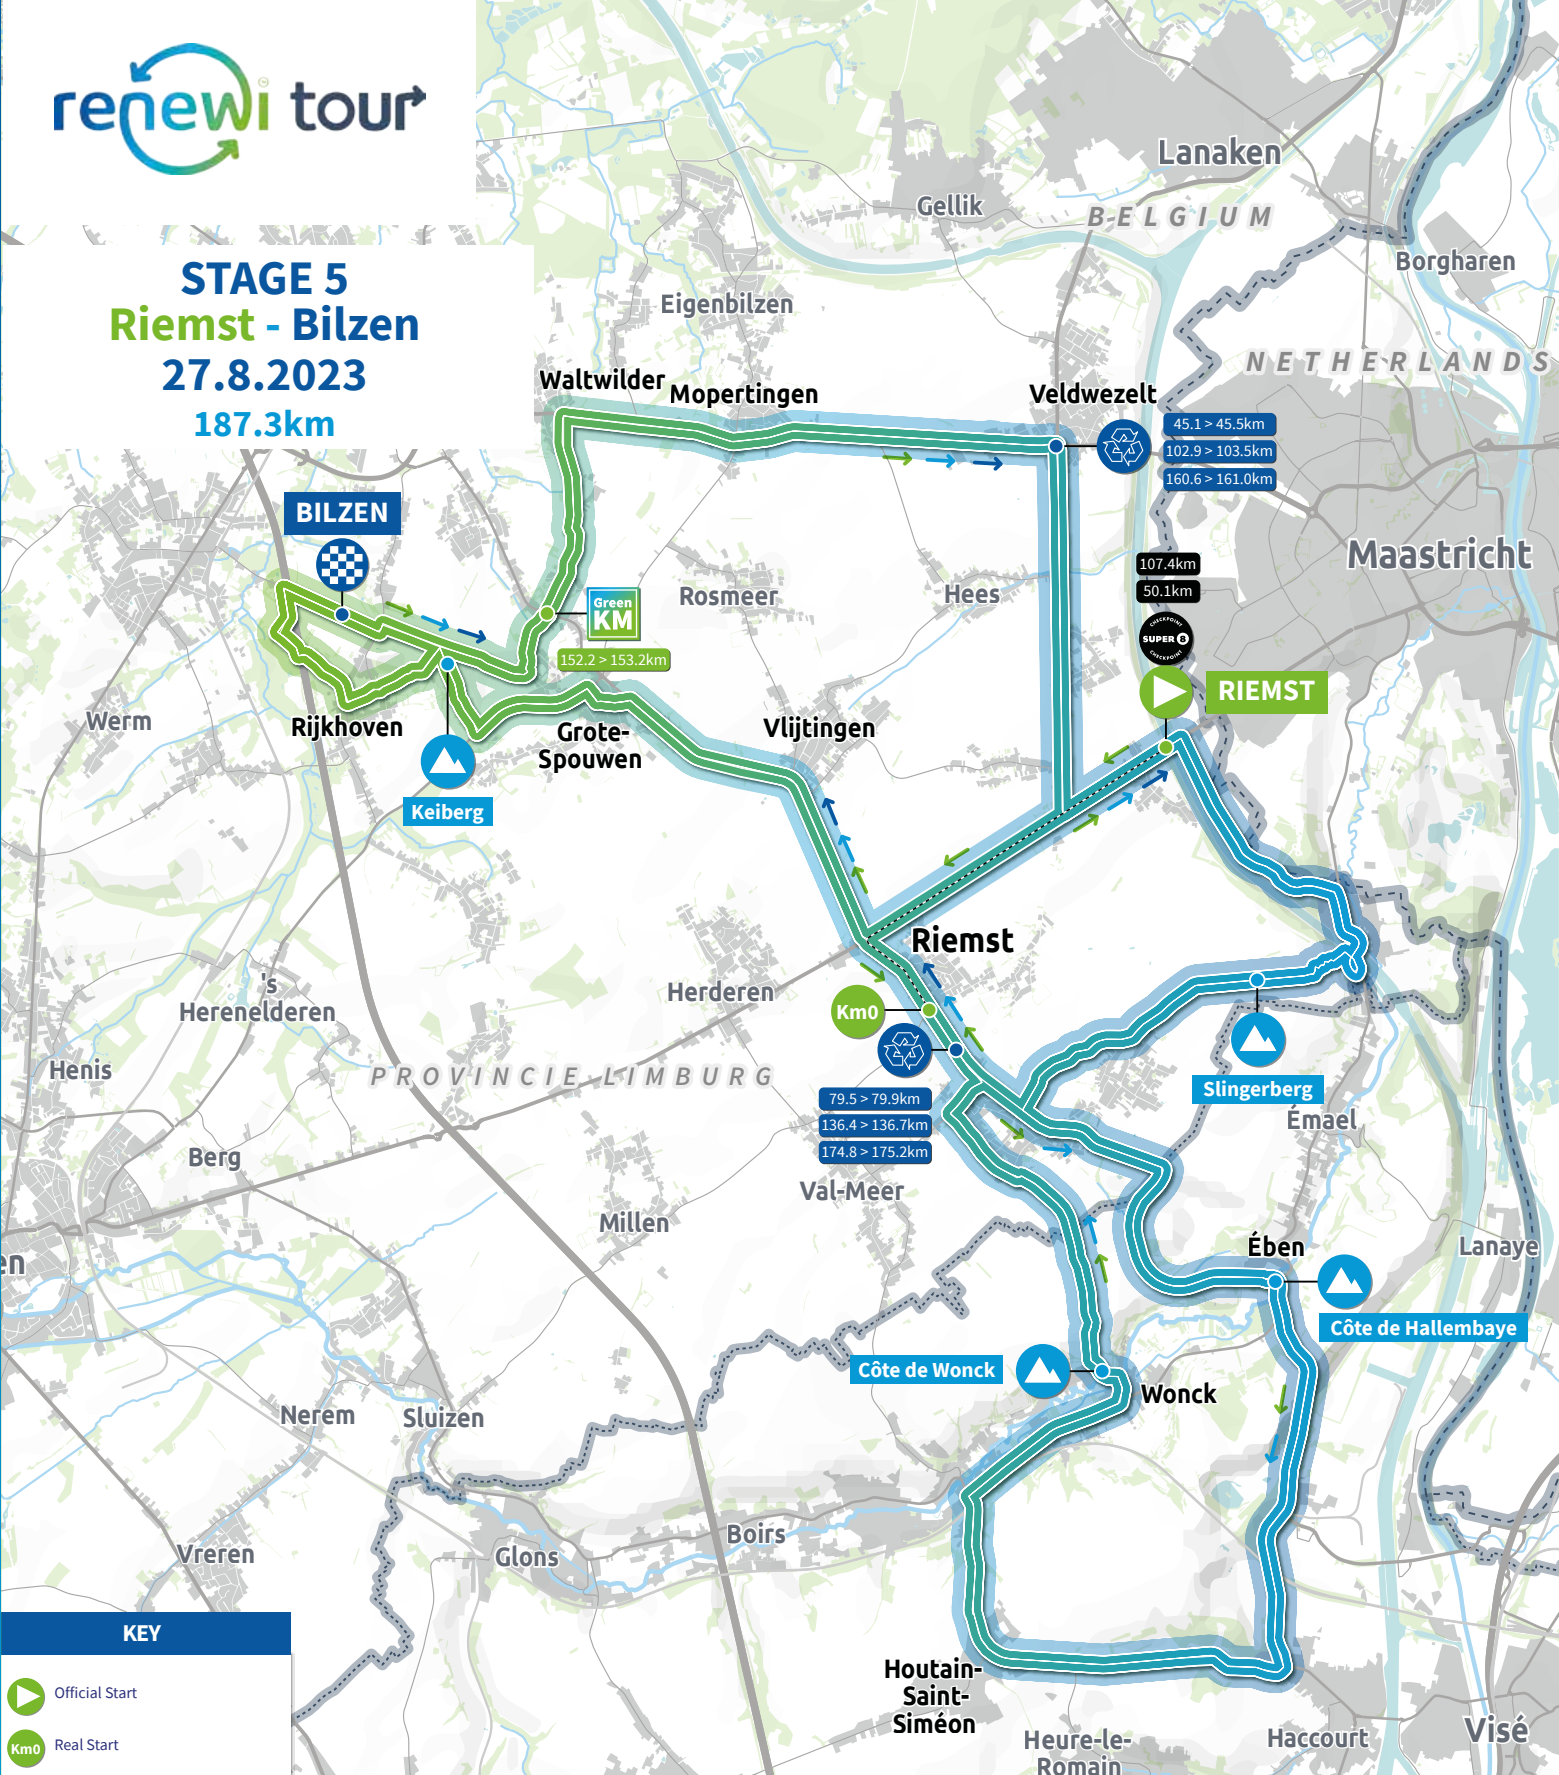 renewi tour
STAGE 5
Riemst - Bilzen
27.8.2023
187.3km
Lanaken
Gellik
BELGIUM
Borgharen
Eigenbilzen
NETHERLANDS
Waltwilder
Mopertingen
Veldwezelt
45.1 > 45.5km
102.9 > 103.5km
160.6 > 161.0km
BILZEN
Maastricht
107.4km
50.1km
Green
KM
Rosmeer
Hees
CHECKPOINT
SUPER 8
CHECKPOINT
152.2 > 153.2km
RIEMST
Werm
Rijkhoven
Grote-
Spouwen
Vlijtingen
Keiberg
Riemst
's
Herenelderen
Herderen
Km0
Henis
PROVINCIE LIMBURG
Slingerberg
79.5 > 79.9km
136.4 > 136.7km
174.8 > 175.2km
Émael
Berg
Val-Meer
Millen
en
Ében
Lanaye
Côte de Hallembaye
Côte de Wonck
Wonck
Nerem
Sluizen
Vreren
Glons
Boirs
KEY
Official Start
Km0
Real Start
Houtain-
Saint-
Siméon
Heure-le-
Romain
Haccourt
Visé